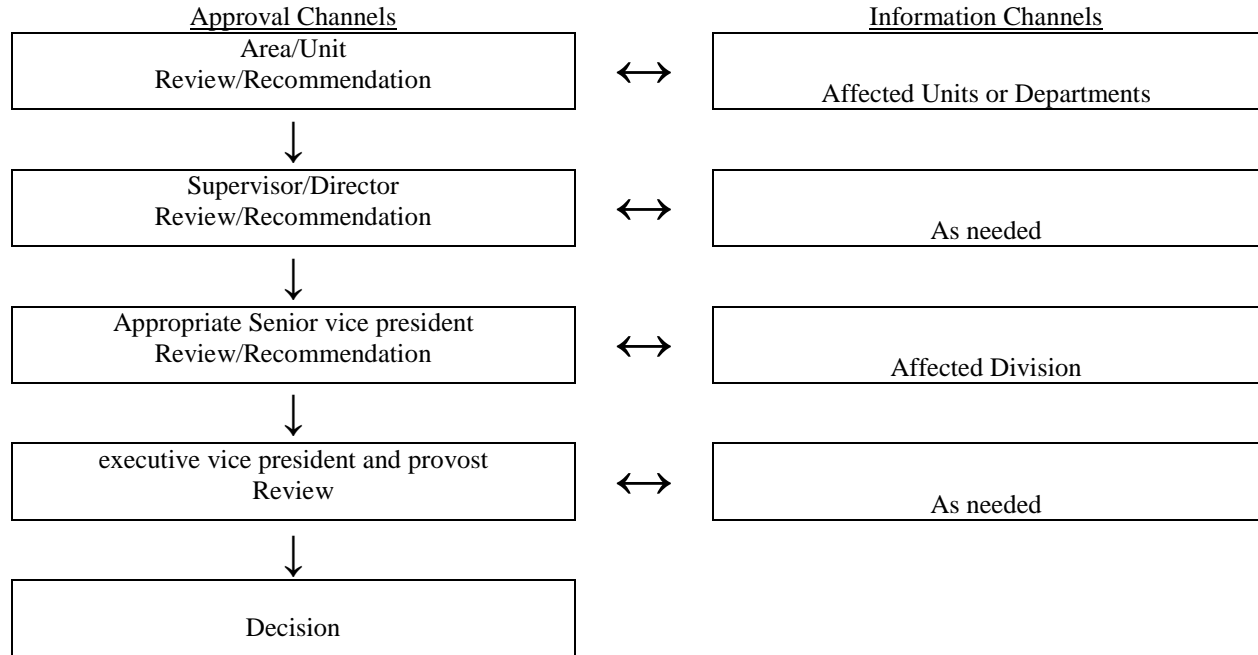 Approval Channels
Information Channels
Area/Unit
Review/Recommendation
Affected Units or Departments
Supervisor/Director
Review/Recommendation
As needed
Appropriate Senior vice president
Review/Recommendation
Affected Division
executive vice president and provost
Review
As needed
Decision